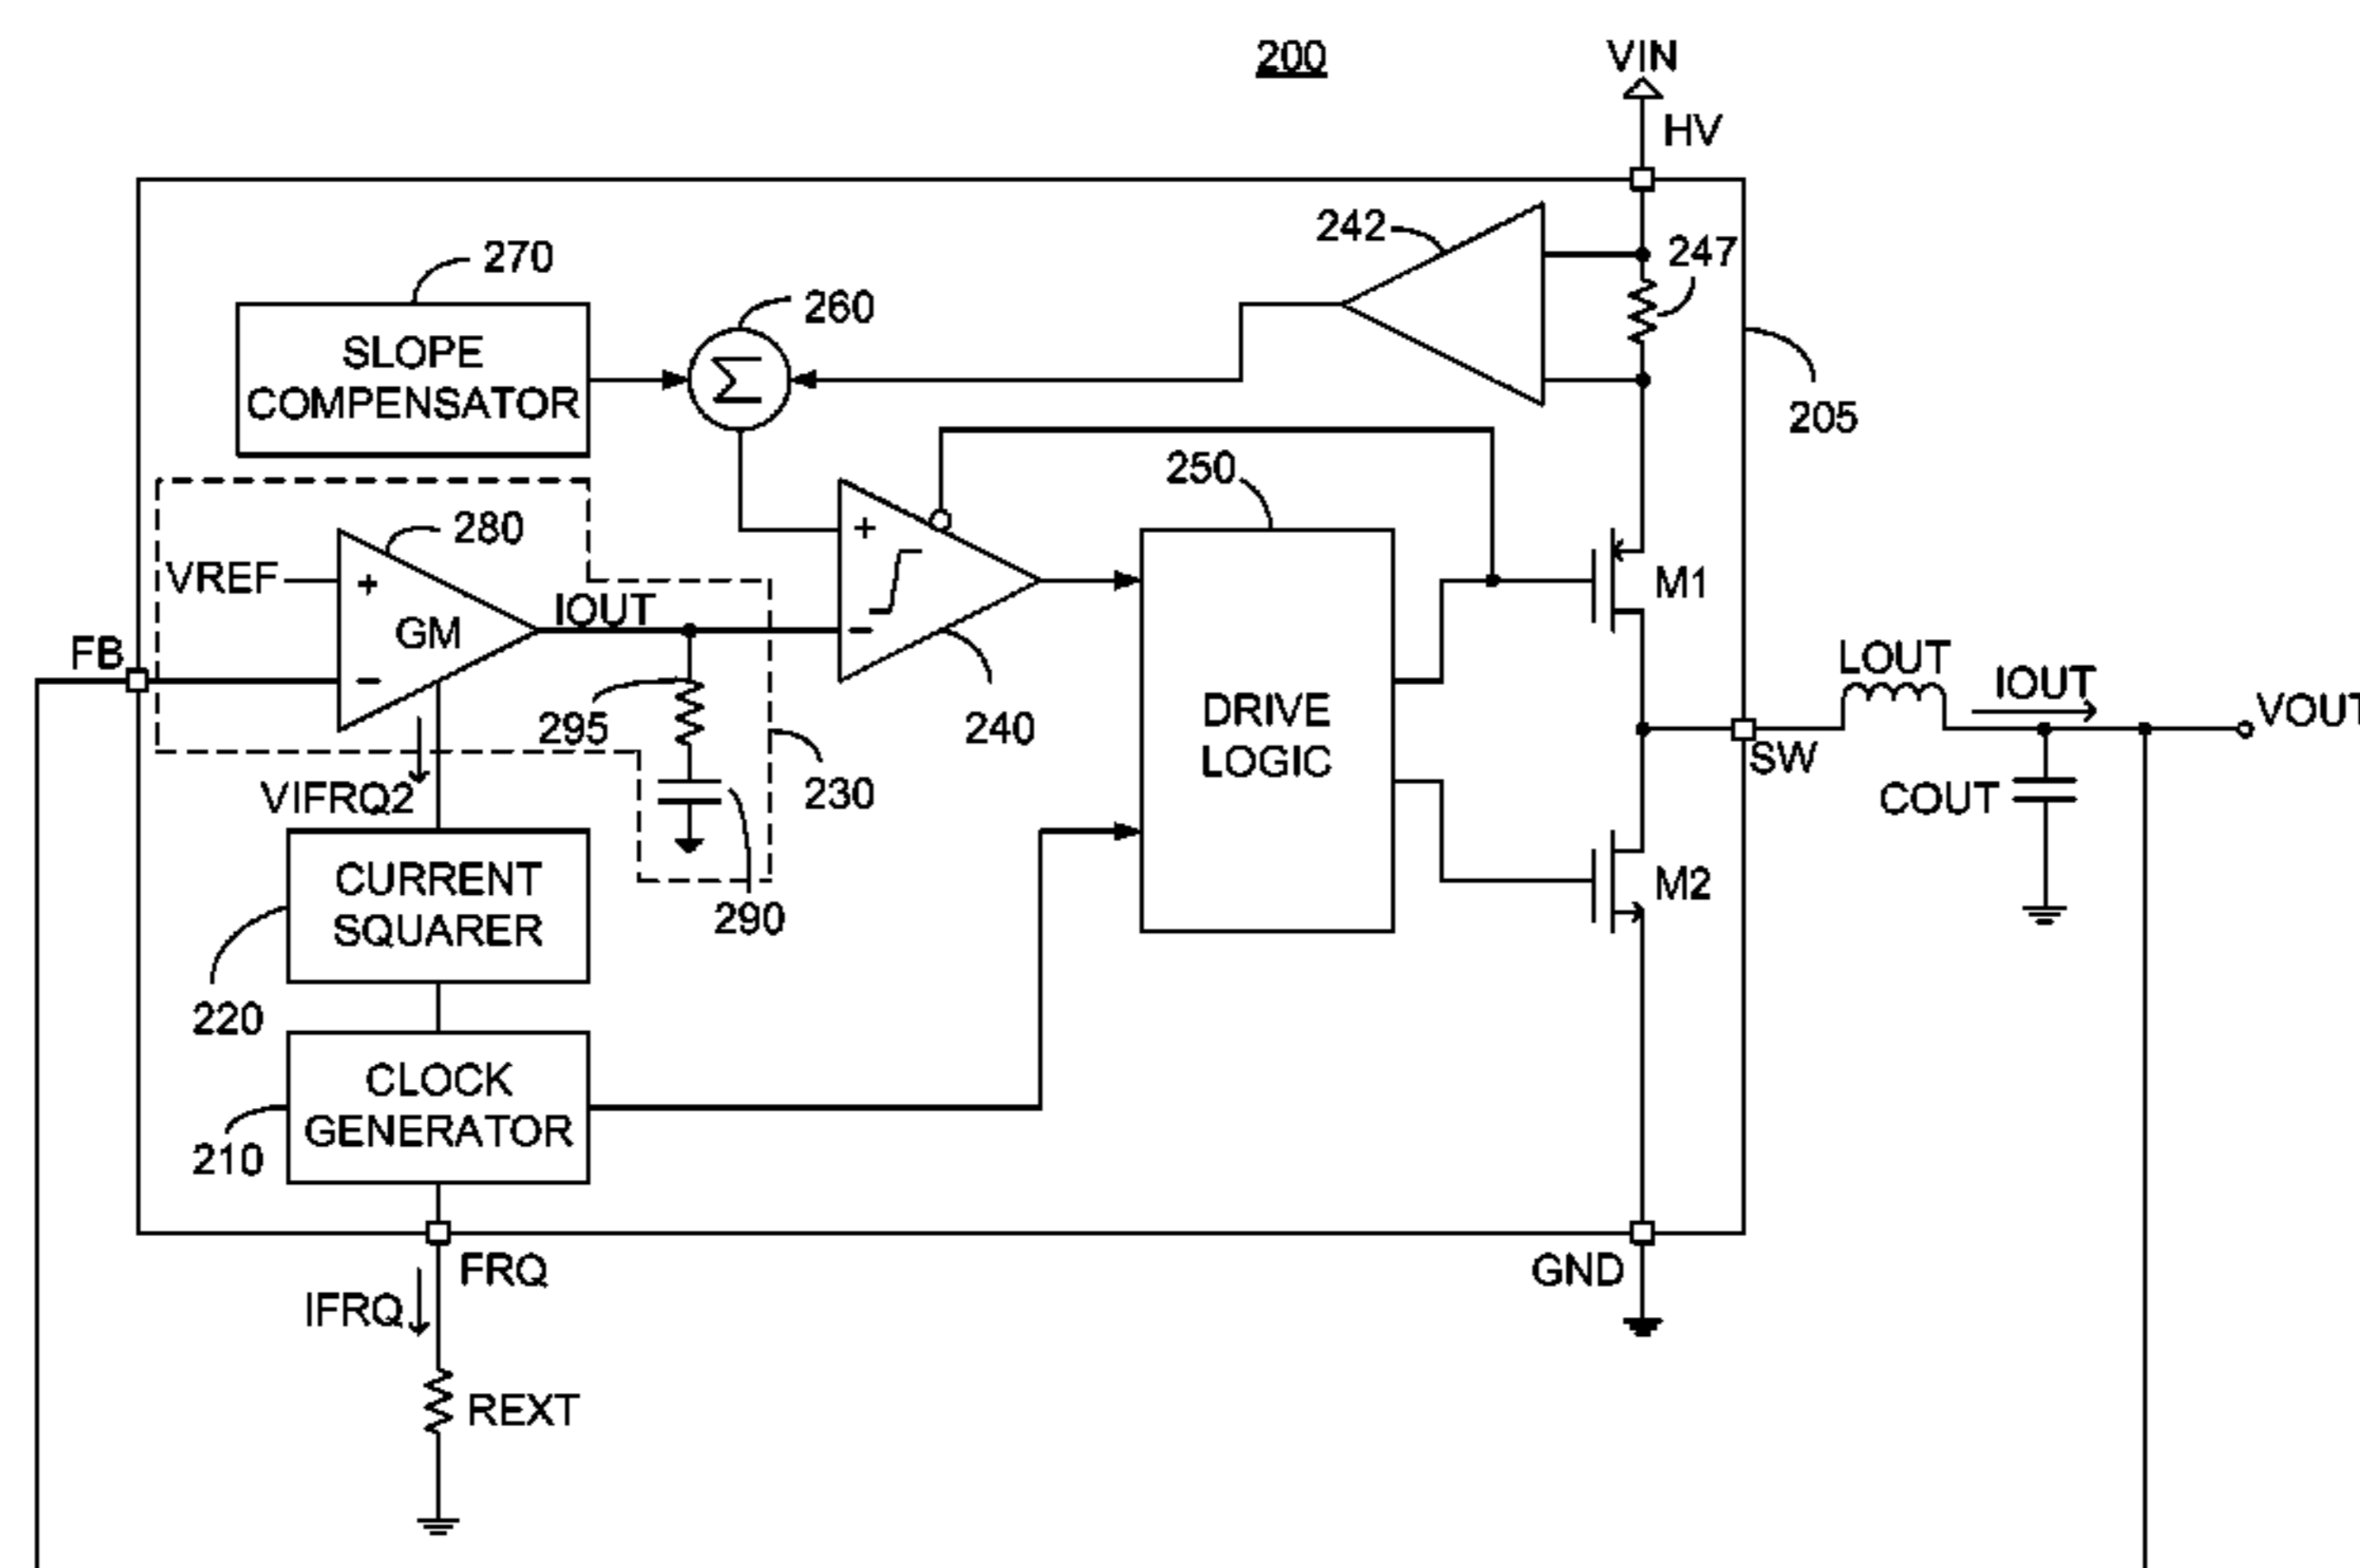 200
VIN
HV
242
247
270
260
SLOPE
COMPENSATOR
Σ
205
250
280
+
VREF
+
M1
GM
IOUT
−
FB
−
LOUT
IOUT
295
240
DRIVE
LOGIC
VOUT
SW
230
VIFRQ2
COUT
CURRENT
SQUARER
M2
290
220
CLOCK
GENERATOR
210
FRQ
GND
IFRQ
REXT